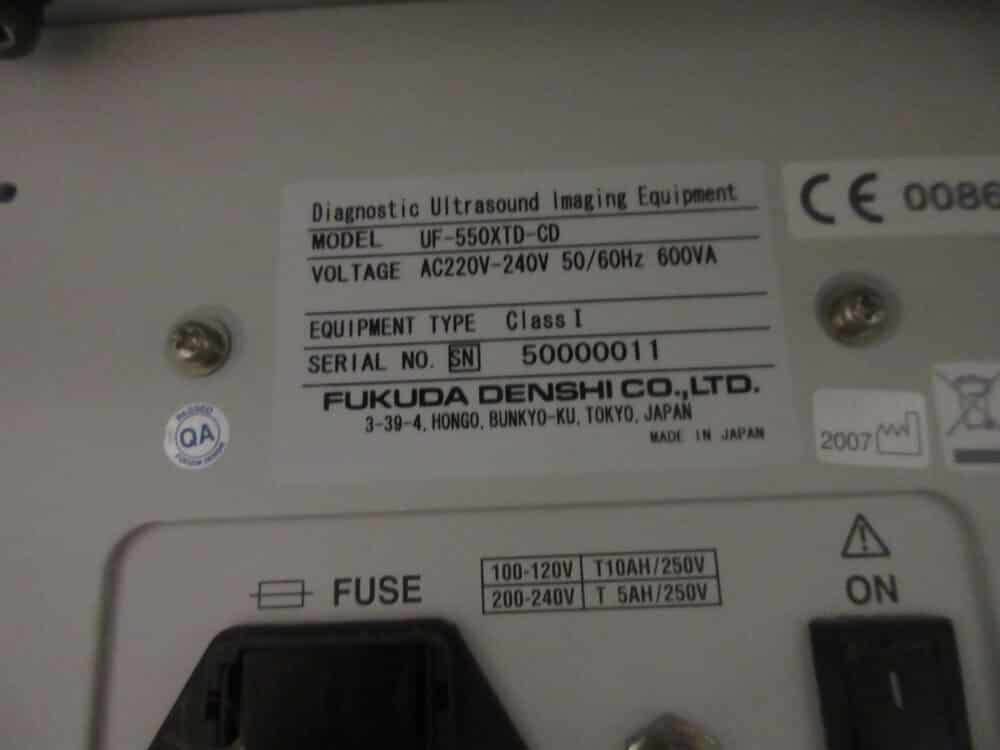 Diagnostic Ultrasound Imaging Equipment
MODEL UF-550XTD-CD
VOLTAGE AC220V-240V 50/60Hz 600VA
EQUIPMENT TYPE Class I
SERIAL NO. SN 50000011
FUKUDA DENSHI CO.,LTD.
3-39-4, HONGO, BUNKYO-KU, TOKYO, JAPAN
MADE IN JAPAN
CE 0086
PASSED
QA
2007
FUSE
100-120V T10AH/250V
200-240V T 5AH/250V
ON